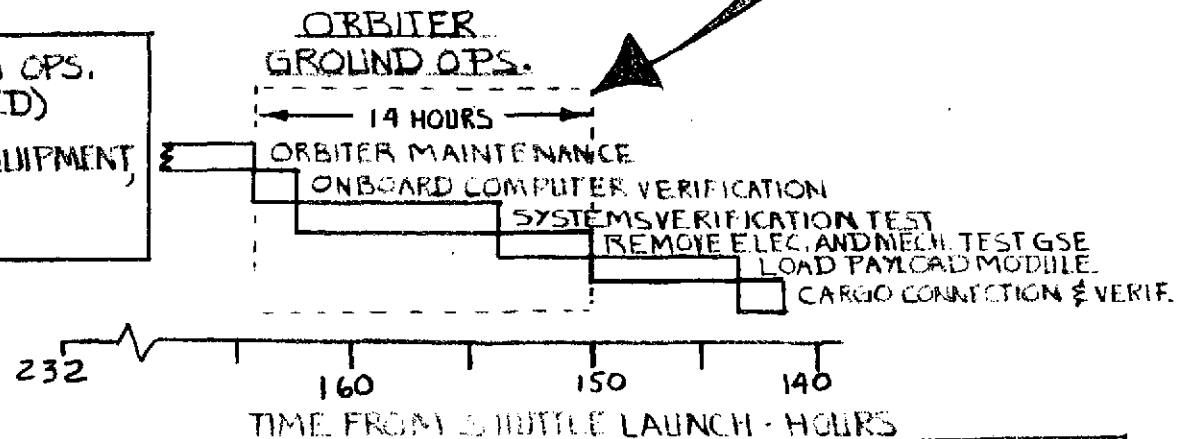 OPS.
ORBITER
GROUND OPS.
14 HOURS
ORBITER MAINTENANCE
ONBOARD COMPUTER VERIFICATION
SYSTEMS VERIFICATION TEST
REMOVE ELEC. AND MECH. TEST GSE
LOAD PAYLOAD MODULE
CARGO CONNECTION & VERIF.
232
160
150
140
TIME FROM SHUTTLE LAUNCH - HOURS